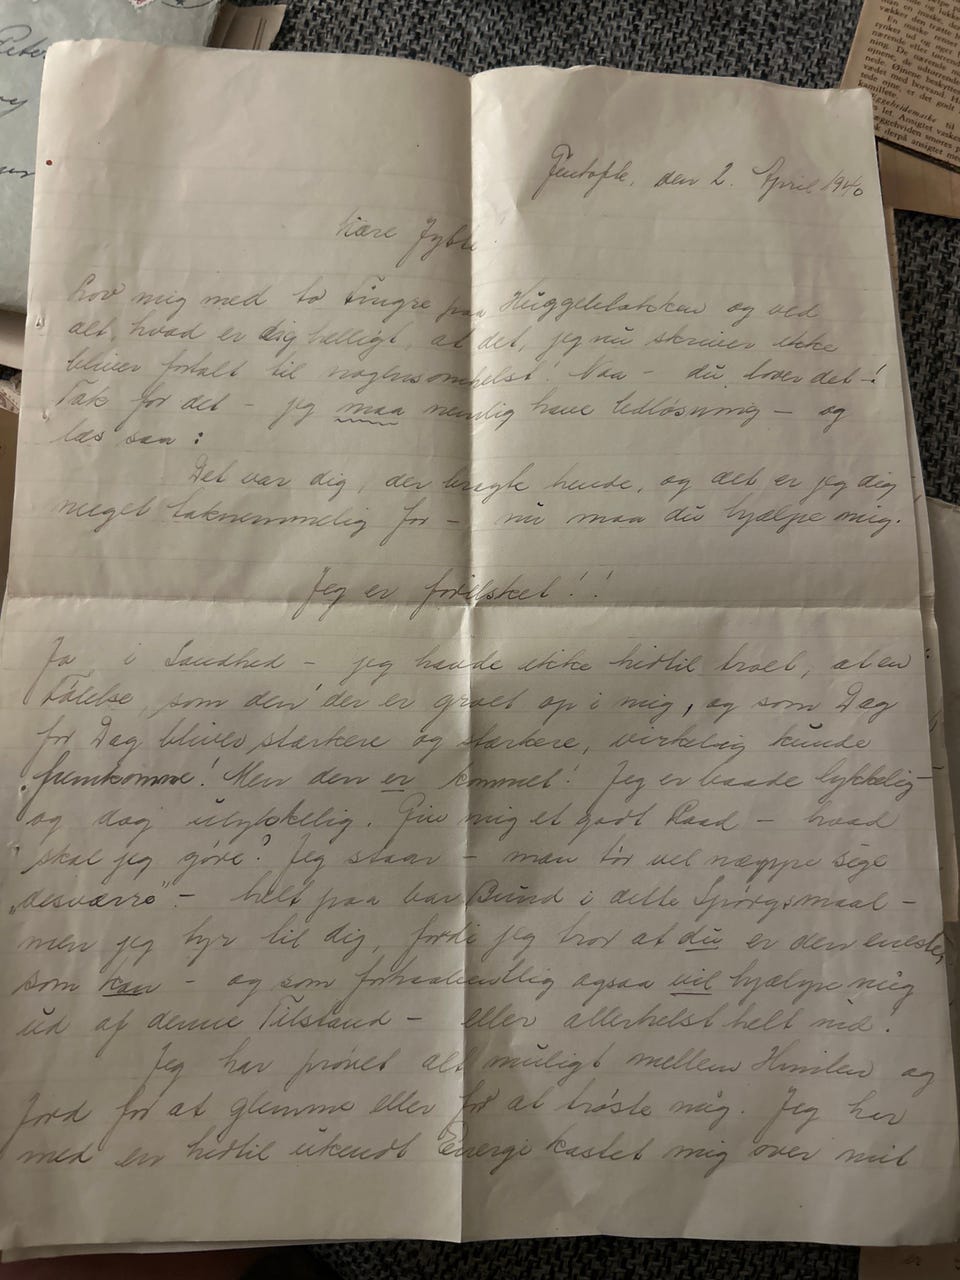 Gentofte, den 2. April 1940
Kære Jytte!
Lov mig med to Fingre paa Huggeblokken og ved
alt, hvad er dig helligt, at det, jeg nu skriver ikke
bliver fortalt til nogensomhelst! Naa – du lover det –!
Tak for det – jeg maa nemlig have Udløsning – og
læs saa:
Det var dig, der bragte hende, og det er jeg dig
meget taknemmelig for – nu maa du hjælpe mig.
Jeg er forelsket!!
Ja i Sandhed – jeg havde ikke hidtil troet, at en
Følelse, som den der er groet op i mig, og som Dag
for Dag bliver stærkere og stærkere, virkelig kunde
fremkomme! Men den er kommet! Jeg er baade lykkelig –
og dog ulykkelig. Giv mig et godt Raad – hvad
skal jeg gøre? Jeg staar – man tør vel næppe sige
"desværre" – helt paa bar Bund i dette Spørgsmaal –
men jeg tyr til dig, fordi jeg tror at du er den eneste,
som kan – og som forhaabentlig ogsaa vil hjælpe mig
ud af denne Tilstand – eller allerhelst helt ind!
Jeg har prøvet alt muligt mellem Himlen og
Jord for at glemme eller for at trøste mig. Jeg har
med en hidtil ukendt Energi kastet mig over mit